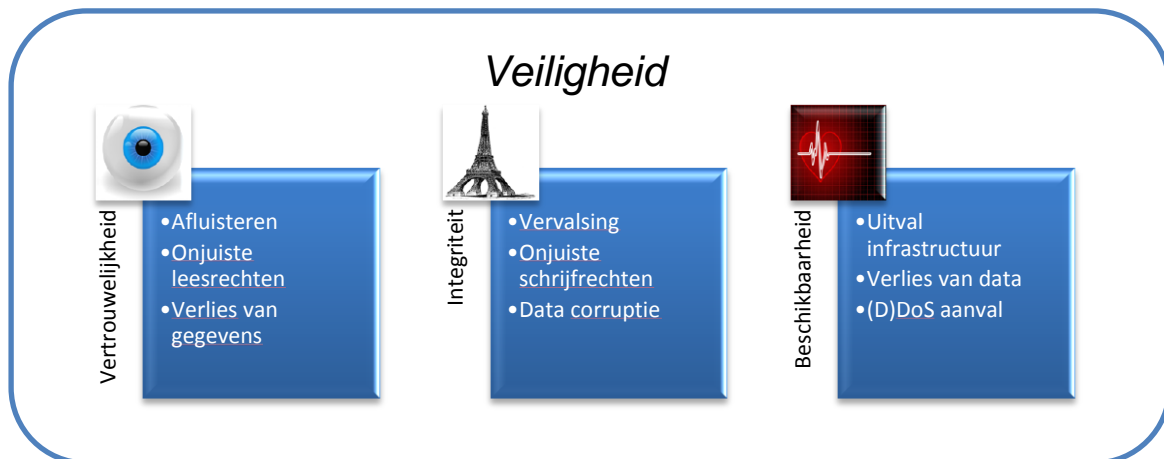 Veiligheid
Vertrouwelijkheid
•Afluisteren
•Onjuiste
leesrechten
•Verlies van
gegevens
Integriteit
•Vervalsing
•Onjuiste
schrijfrechten
•Data corruptie
Beschikbaarheid
•Uitval
infrastructuur
•Verlies van data
•(D)DoS aanval